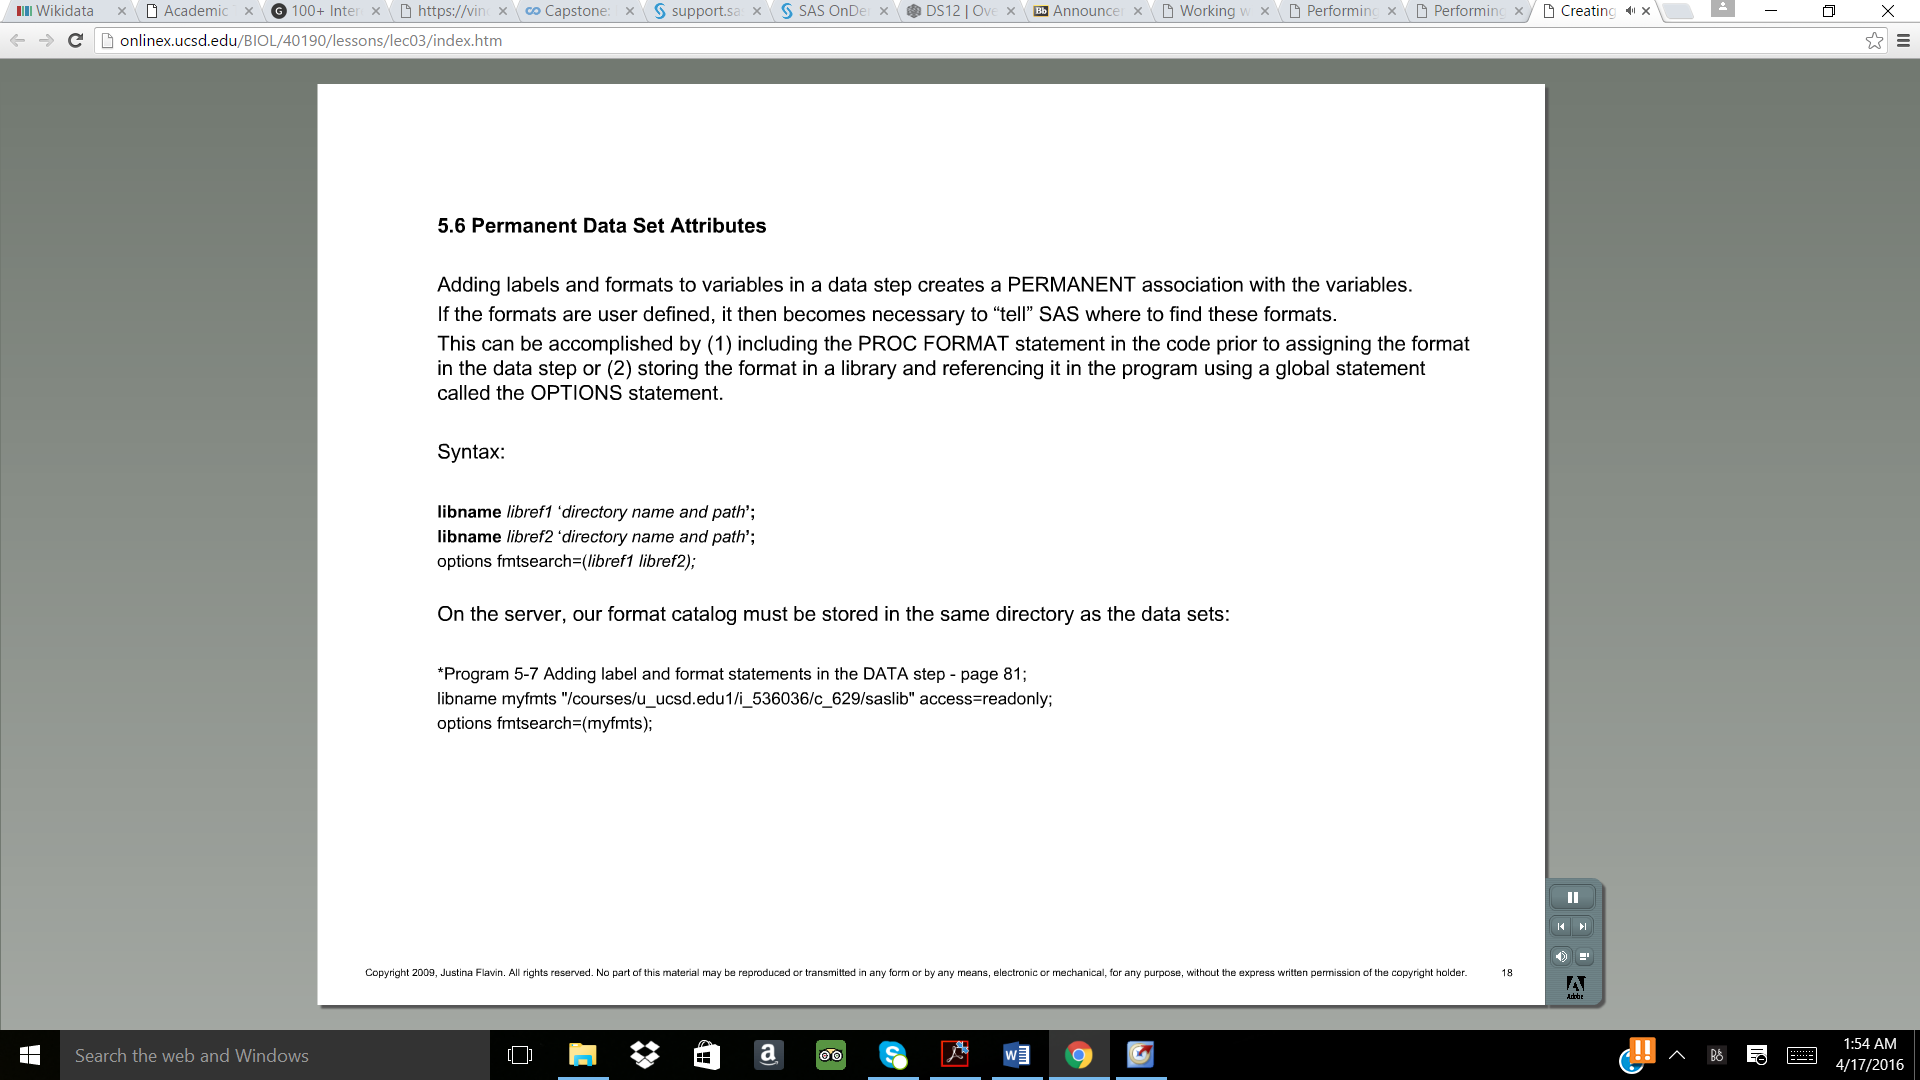 Wikidata
Academic
100+ Inter
https://vin
Capstone:
support.sa
SAS OnDe
DS12 | Ove
Bb Announce
Working w
Performing
Performing
Creating
onlinex.ucsd.edu/BIOL/40190/lessons/lec03/index.htm
5.6 Permanent Data Set Attributes
Adding labels and formats to variables in a data step creates a PERMANENT association with the variables.
If the formats are user defined, it then becomes necessary to “tell” SAS where to find these formats.
This can be accomplished by (1) including the PROC FORMAT statement in the code prior to assigning the format
in the data step or (2) storing the format in a library and referencing it in the program using a global statement
called the OPTIONS statement.
Syntax:
libname libref1 ‘directory name and path’;
libname libref2 ‘directory name and path’;
options fmtsearch=(libref1 libref2);
On the server, our format catalog must be stored in the same directory as the data sets:
*Program 5-7 Adding label and format statements in the DATA step - page 81;
libname myfmts "/courses/u_ucsd.edu1/i_536036/c_629/saslib" access=readonly;
options fmtsearch=(myfmts);
Copyright 2009, Justina Flavin. All rights reserved. No part of this material may be reproduced or transmitted in any form or by any means, electronic or mechanical, for any purpose, without the express written permission of the copyright holder. 18
Adobe
Search the web and Windows
1:54 AM
4/17/2016